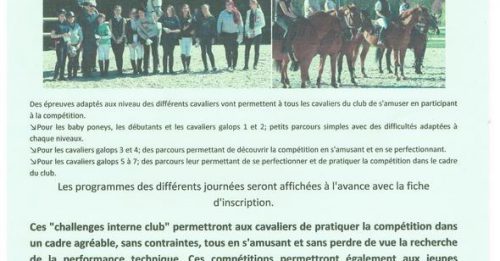 Des épreuves adaptés aux niveau des différents cavaliers vont permettent à tous les cavaliers du club de s'amuser en participant
à la compétition.
↘Pour les baby poneys, les débutants et les cavaliers galops 1 et 2; petits parcours simples avec des difficultés adaptées à
chaque niveaux.
↘Pour les cavaliers galops 3 et 4; des parcours permettant de découvrir la compétition en s'amusant et en se perfectionnant.
↘Pour les cavaliers galops 5 à 7; des parcours leur permettant de se perfectionner et de pratiquer la compétition dans le cadre
du club.
Les programmes des différents journées seront affichées à l'avance avec la fiche
d'inscription.
Ces "challenges interne club" permettront aux cavaliers de pratiquer la compétition dans
un cadre agréable, sans contraintes, tous en s'amusant et sans perdre de vue la recherche
de la performance technique. Ces compétitions permettront également aux jeunes